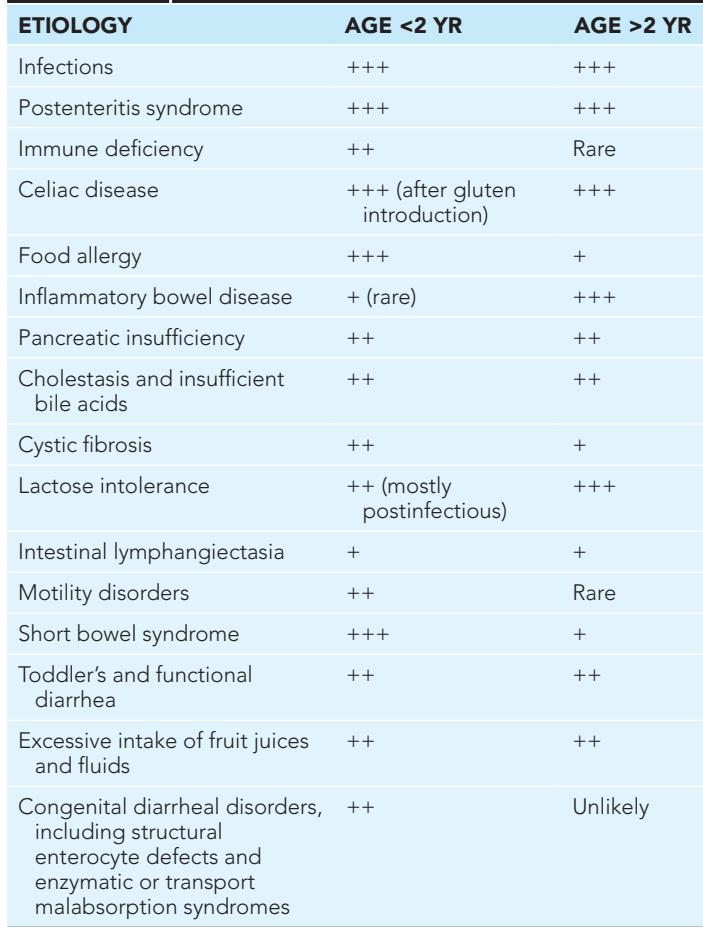 ETIOLOGY AGE <2 YR AGE >2 YR
Infections +++ +++
Postenteritis syndrome +++ +++
Immune deficiency ++ Rare
Celiac disease +++ (after gluten +++
introduction)
Food allergy +++ +
Inflammatory bowel disease + (rare) +++
Pancreatic insufficiency ++ ++
Cholestasis and insufficient ++ ++
bile acids
Cystic fibrosis ++ +
Lactose intolerance ++ (mostly +++
postinfectious)
Intestinal lymphangiectasia + +
Motility disorders ++ Rare
Short bowel syndrome +++ +
Toddler’s and functional ++ ++
diarrhea
Excessive intake of fruit juices ++ ++
and fluids
Congenital diarrheal disorders, ++ Unlikely
including structural
enterocyte defects and
enzymatic or transport
malabsorption syndromes